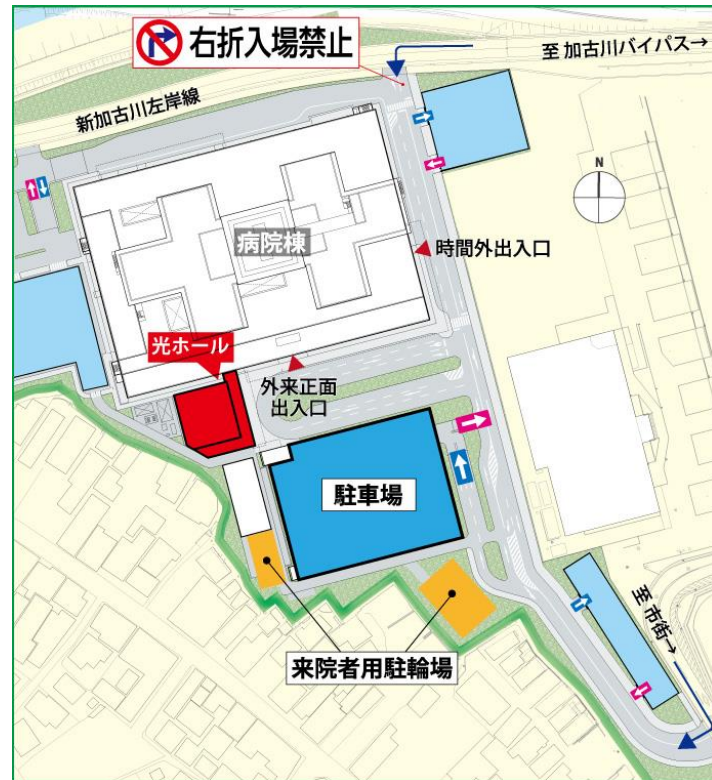 右折入場禁止
至 加古川バイパス→
新加古川左岸線
N
病院棟
時間外出入口
光ホール
外来正面
出入口
駐車場
至 市街→
来院者用駐輪場